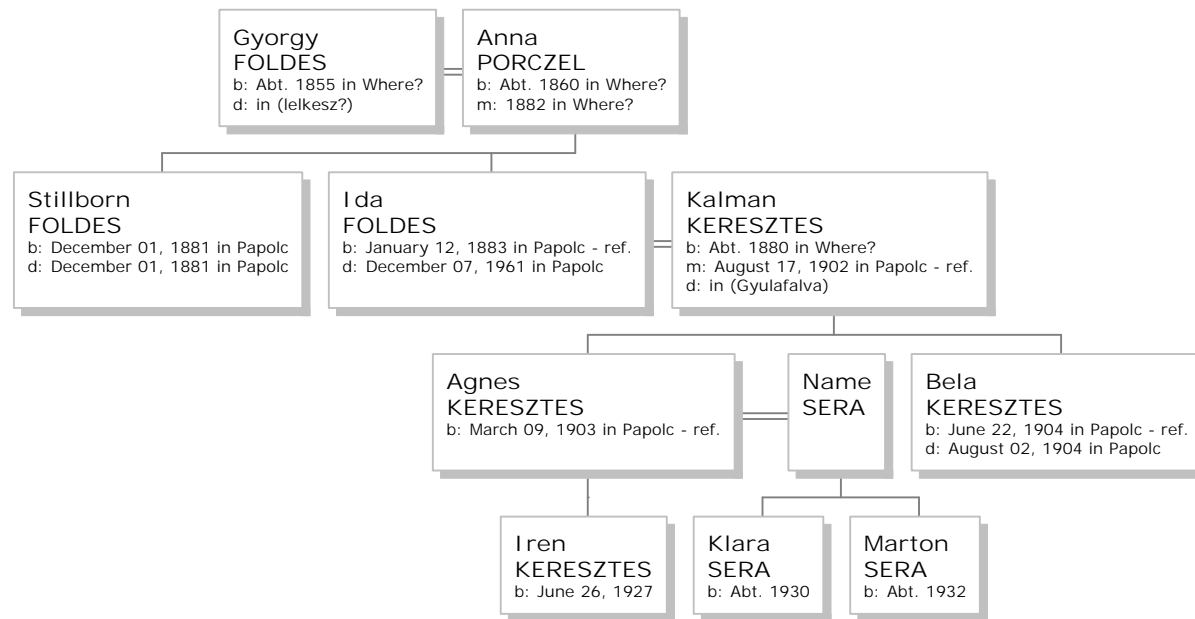 Gyorgy
FOLDES
b: Abt. 1855 in Where?
d: in (lelkesz?)
Anna
PORCZEL
b: Abt. 1860 in Where?
m: 1882 in Where?
Stillborn
FOLDES
b: December 01, 1881 in Papolc
d: December 01, 1881 in Papolc
Ida
FOLDES
b: January 12, 1883 in Papolc - ref.
d: December 07, 1961 in Papolc
Kalman
KERESZTES
b: Abt. 1880 in Where?
m: August 17, 1902 in Papolc - ref.
d: in (Gyulafalva)
Agnes
KERESZTES
b: March 09, 1903 in Papolc - ref.
Name
SERA
Bela
KERESZTES
b: June 22, 1904 in Papolc - ref.
d: August 02, 1904 in Papolc
Iren
KERESZTES
b: June 26, 1927
Klara
SERA
b: Abt. 1930
Marton
SERA
b: Abt. 1932